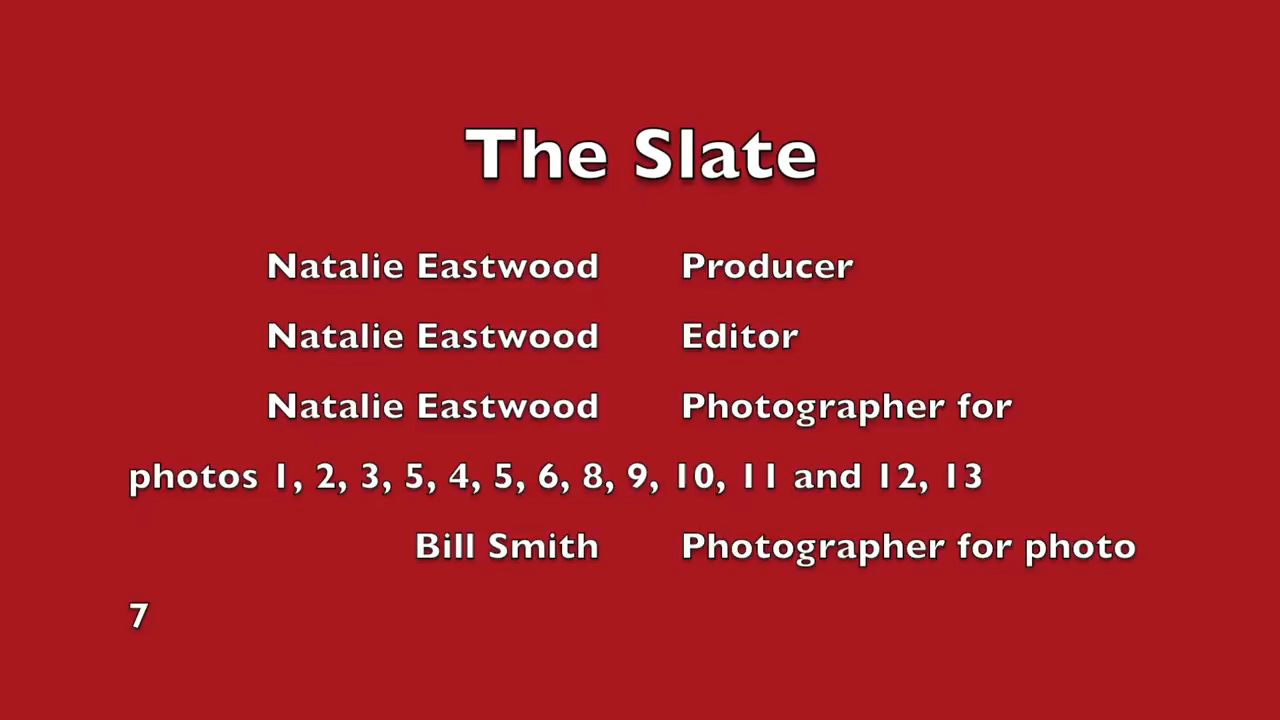 The Slate
Natalie Eastwood Producer
Natalie Eastwood Editor
Natalie Eastwood Photographer for
photos 1, 2, 3, 5, 4, 5, 6, 8, 9, 10, 11 and 12, 13
Bill Smith Photographer for photo
7